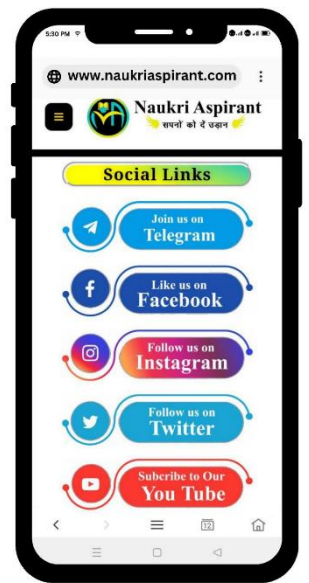 5:30 PM
www.naukriaspirant.com
Naukri Aspirant
सपनों को दें उड़ान
Social Links
Join us on
Telegram
Like us on
Facebook
Follow us on
Instagram
Follow us on
Twitter
Subcribe to Our
You Tube
12